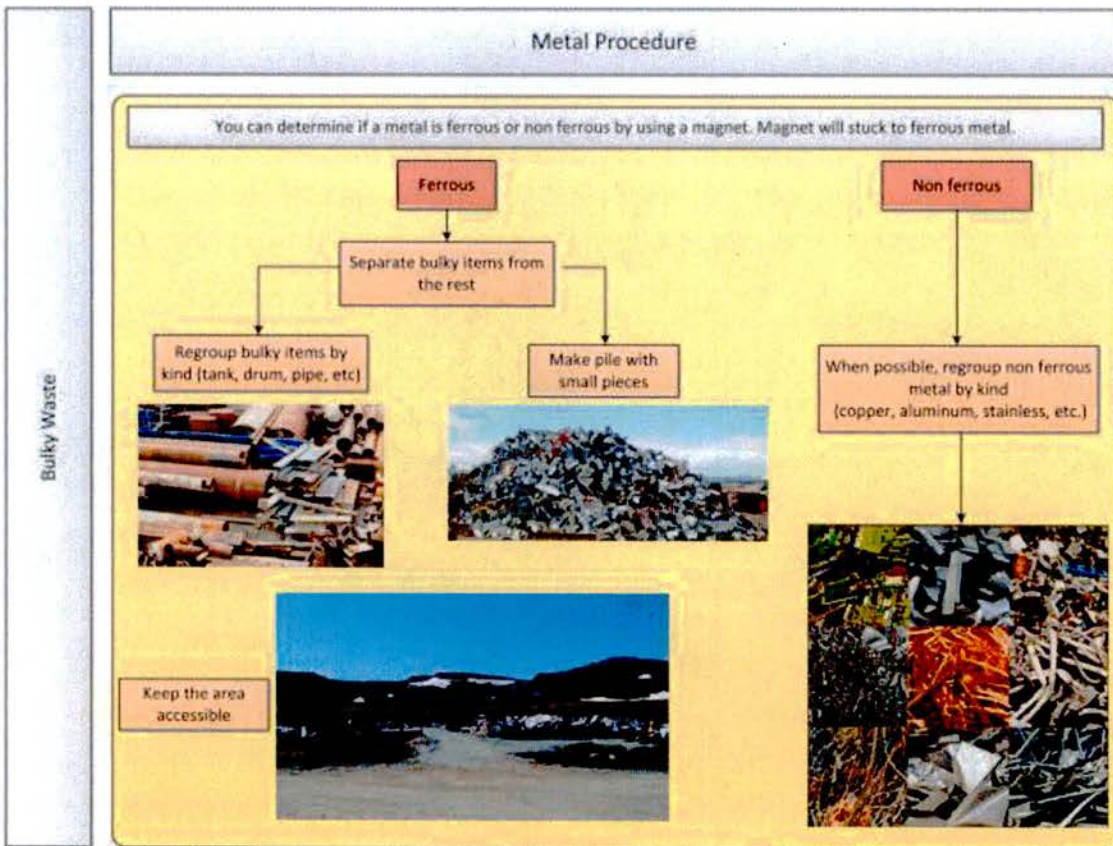 Metal Procedure
Bulky Waste
You can determine if a metal is ferrous or non ferrous by using a magnet. Magnet will stuck to ferrous metal.
Ferrous
Non ferrous
Separate bulky items from
the rest
Regroup bulky items by
kind (tank, drum, pipe, etc)
Make pile with
small pieces
When possible, regroup non ferrous
metal by kind
(copper, aluminum, stainless, etc.)
Keep the area
accessible